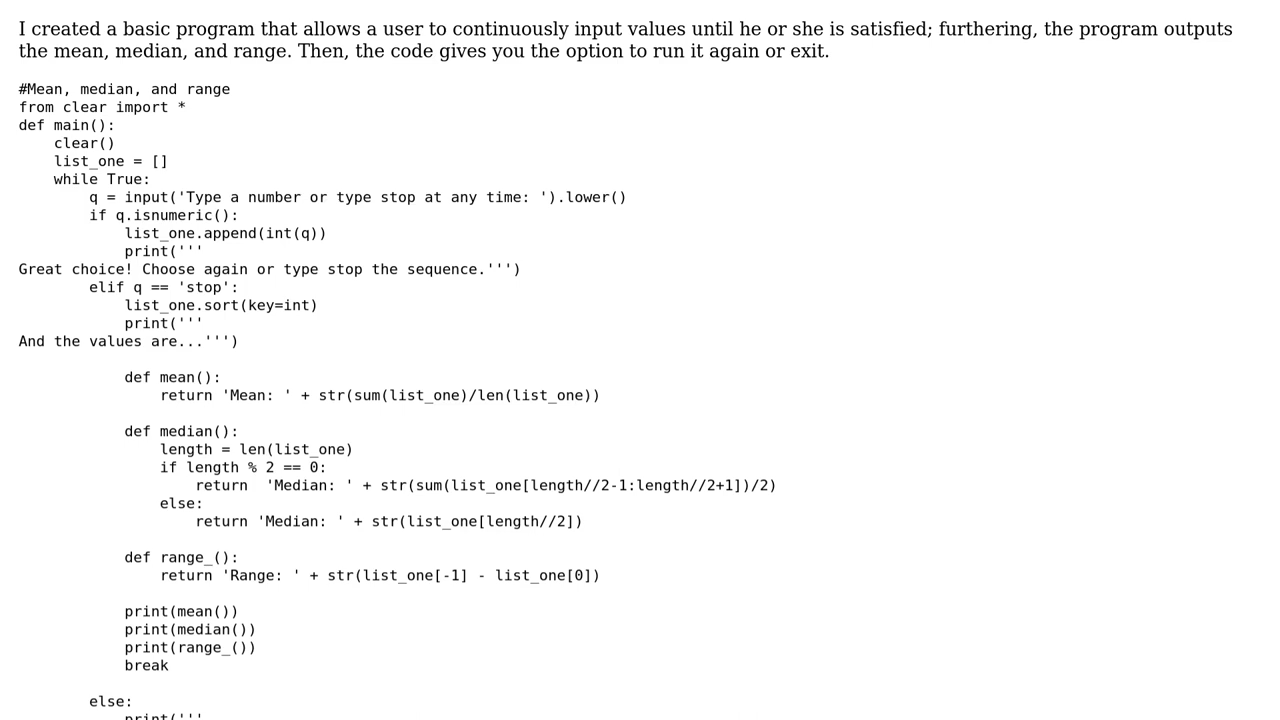 I created a basic program that allows a user to continuously input values until he or she is satisfied; furthering, the program outputs
the mean, median, and range. Then, the code gives you the option to run it again or exit.
#Mean, median, and range
from clear import *
def main():
    clear()
    list_one = []
    while True:
        q = input('Type a number or type stop at any time: ').lower()
        if q.isnumeric():
            list_one.append(int(q))
            print('''
Great choice! Choose again or type stop the sequence.''')
        elif q == 'stop':
            list_one.sort(key=int)
            print('''
And the values are...''')
            def mean():
                return 'Mean: ' + str(sum(list_one)/len(list_one))
            def median():
                length = len(list_one)
                if length % 2 == 0:
                    return  'Median: ' + str(sum(list_one[length//2-1:length//2+1])/2)
                else:
                    return 'Median: ' + str(list_one[length//2])
            def range_():
                return 'Range: ' + str(list_one[-1] - list_one[0])
            print(mean())
            print(median())
            print(range_())
            break
        else:
            print('''